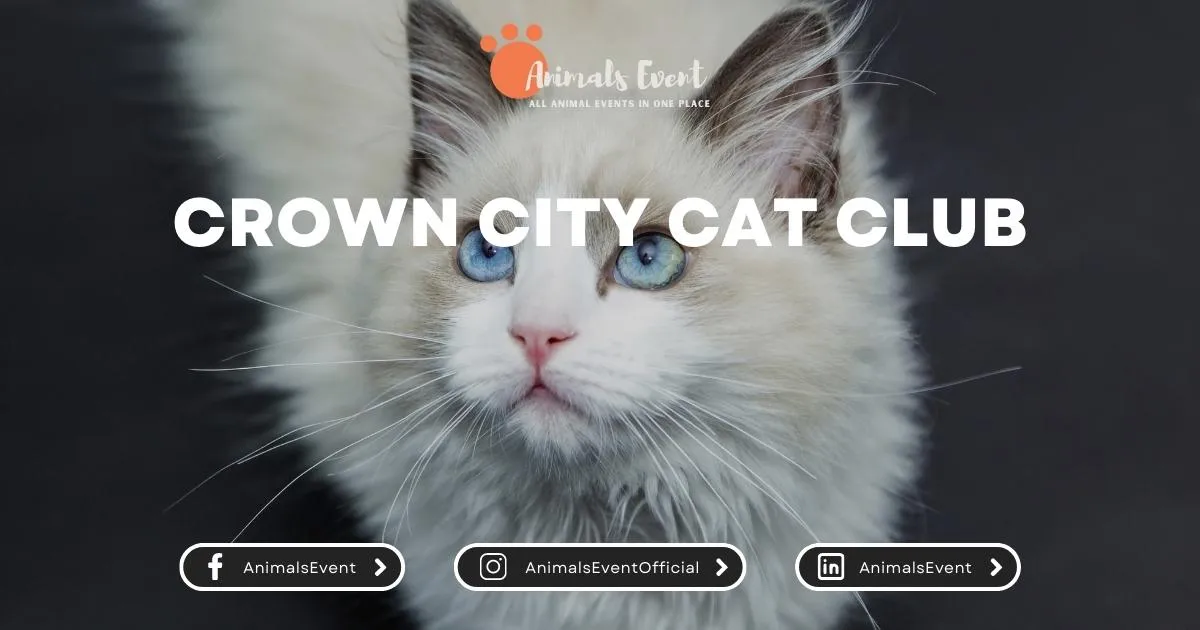 Animals Event
ALL ANIMAL EVENTS IN ONE PLACE
CROWN CITY CAT CLUB
AnimalsEvent
AnimalsEventOfficial
AnimalsEvent